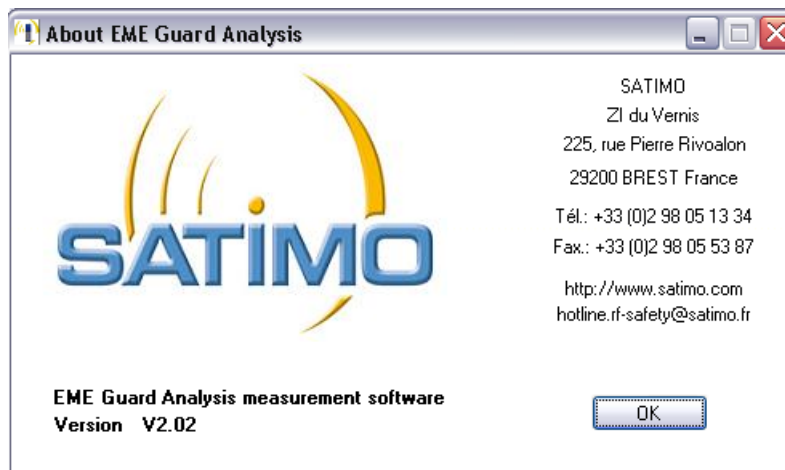 About EME Guard Analysis
SATIMO
SATIMO
ZI du Vernis
225, rue Pierre Rivoalon
29200 BREST France
Tél.: +33 (0)2 98 05 13 34
Fax.: +33 (0)2 98 05 53 87
http://www.satimo.com
hotline.rf-safety@satimo.fr
EME Guard Analysis measurement software
Version V2.02
OK